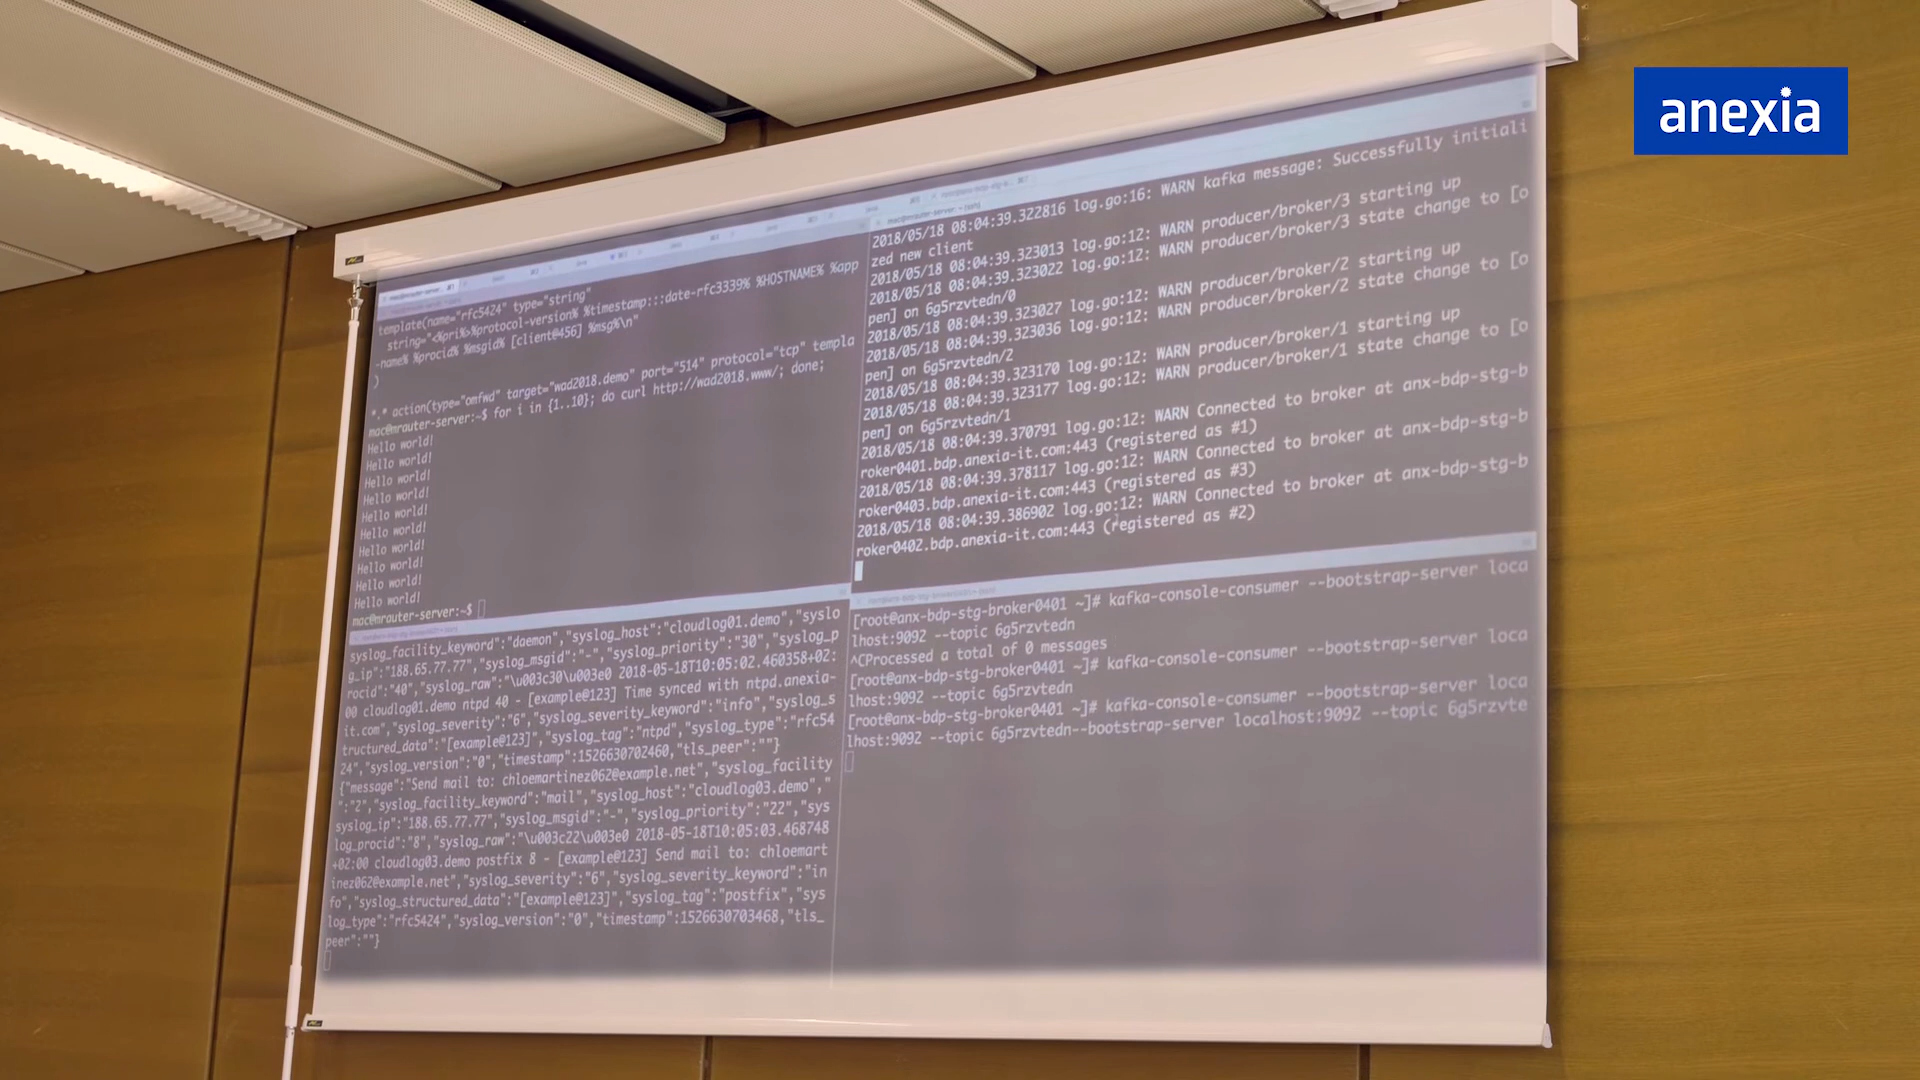 anexia
template(name="rfc5424" type="string"
string="<%pri%>%protocol-version% %timestamp:::date-rfc3339% %HOSTNAME% %app
-name% %procid% %msgid% [client@456] %msg%\n"
)
*.* action(type="omfwd" target="wad2018.demo" port="514" protocol="tcp" templa
mac@mrauter-server:~$ for i in {1..10}; do curl http://wad2018.www/; done;
Hello world!
Hello world!
Hello world!
Hello world!
Hello world!
Hello world!
Hello world!
Hello world!
Hello world!
Hello world!
mac@mrauter-server:~$
2018/05/18 08:04:39.322816 log.go:16: WARN kafka message: Successfully initiali
zed new client
2018/05/18 08:04:39.323013 log.go:12: WARN producer/broker/3 starting up
2018/05/18 08:04:39.323022 log.go:12: WARN producer/broker/3 state change to [o
pen] on 6g5rzvtedn/0
2018/05/18 08:04:39.323027 log.go:12: WARN producer/broker/2 starting up
2018/05/18 08:04:39.323036 log.go:12: WARN producer/broker/2 state change to [o
pen] on 6g5rzvtedn/2
2018/05/18 08:04:39.323170 log.go:12: WARN producer/broker/1 starting up
2018/05/18 08:04:39.323177 log.go:12: WARN producer/broker/1 state change to [o
pen] on 6g5rzvtedn/1
2018/05/18 08:04:39.370791 log.go:12: WARN Connected to broker at anx-bdp-stg-b
roker0401.bdp.anexia-it.com:443 (registered as #1)
2018/05/18 08:04:39.378117 log.go:12: WARN Connected to broker at anx-bdp-stg-b
roker0403.bdp.anexia-it.com:443 (registered as #3)
2018/05/18 08:04:39.386902 log.go:12: WARN Connected to broker at anx-bdp-stg-b
roker0402.bdp.anexia-it.com:443 (registered as #2)
syslog_facility_keyword":"daemon","syslog_host":"cloudlog01.demo","syslo
g_ip":"188.65.77.77","syslog_msgid":"-","syslog_priority":"30","syslog_p
rocid":"40","syslog_raw":"\u003c30\u003e0 2018-05-18T10:05:02.460358+02:
00 cloudlog01.demo ntpd 40 - [example@123] Time synced with ntpd.anexia-
it.com","syslog_severity":"6","syslog_severity_keyword":"info","syslog_s
tructured_data":"[example@123]","syslog_tag":"ntpd","syslog_type":"rfc54
24","syslog_version":"0","timestamp":1526630702460,"tls_peer":""}
{"message":"Send mail to: chloemartinez062@example.net","syslog_facility
":"2","syslog_facility_keyword":"mail","syslog_host":"cloudlog03.demo","
syslog_ip":"188.65.77.77","syslog_msgid":"-","syslog_priority":"22","sys
log_procid":"8","syslog_raw":"\u003c22\u003e0 2018-05-18T10:05:03.468748
+02:00 cloudlog03.demo postfix 8 - [example@123] Send mail to: chloemart
inez062@example.net","syslog_severity":"6","syslog_severity_keyword":"in
fo","syslog_structured_data":"[example@123]","syslog_tag":"postfix","sys
log_type":"rfc5424","syslog_version":"0","timestamp":1526630703468,"tls_
peer":""}
[root@anx-bdp-stg-broker0401 ~]# kafka-console-consumer --bootstrap-server loca
lhost:9092 --topic 6g5rzvtedn
^CProcessed a total of 0 messages
[root@anx-bdp-stg-broker0401 ~]# kafka-console-consumer --bootstrap-server loca
lhost:9092 --topic 6g5rzvtedn
[root@anx-bdp-stg-broker0401 ~]# kafka-console-consumer --bootstrap-server loca
lhost:9092 --topic 6g5rzvtedn--bootstrap-server localhost:9092 --topic 6g5rzvte